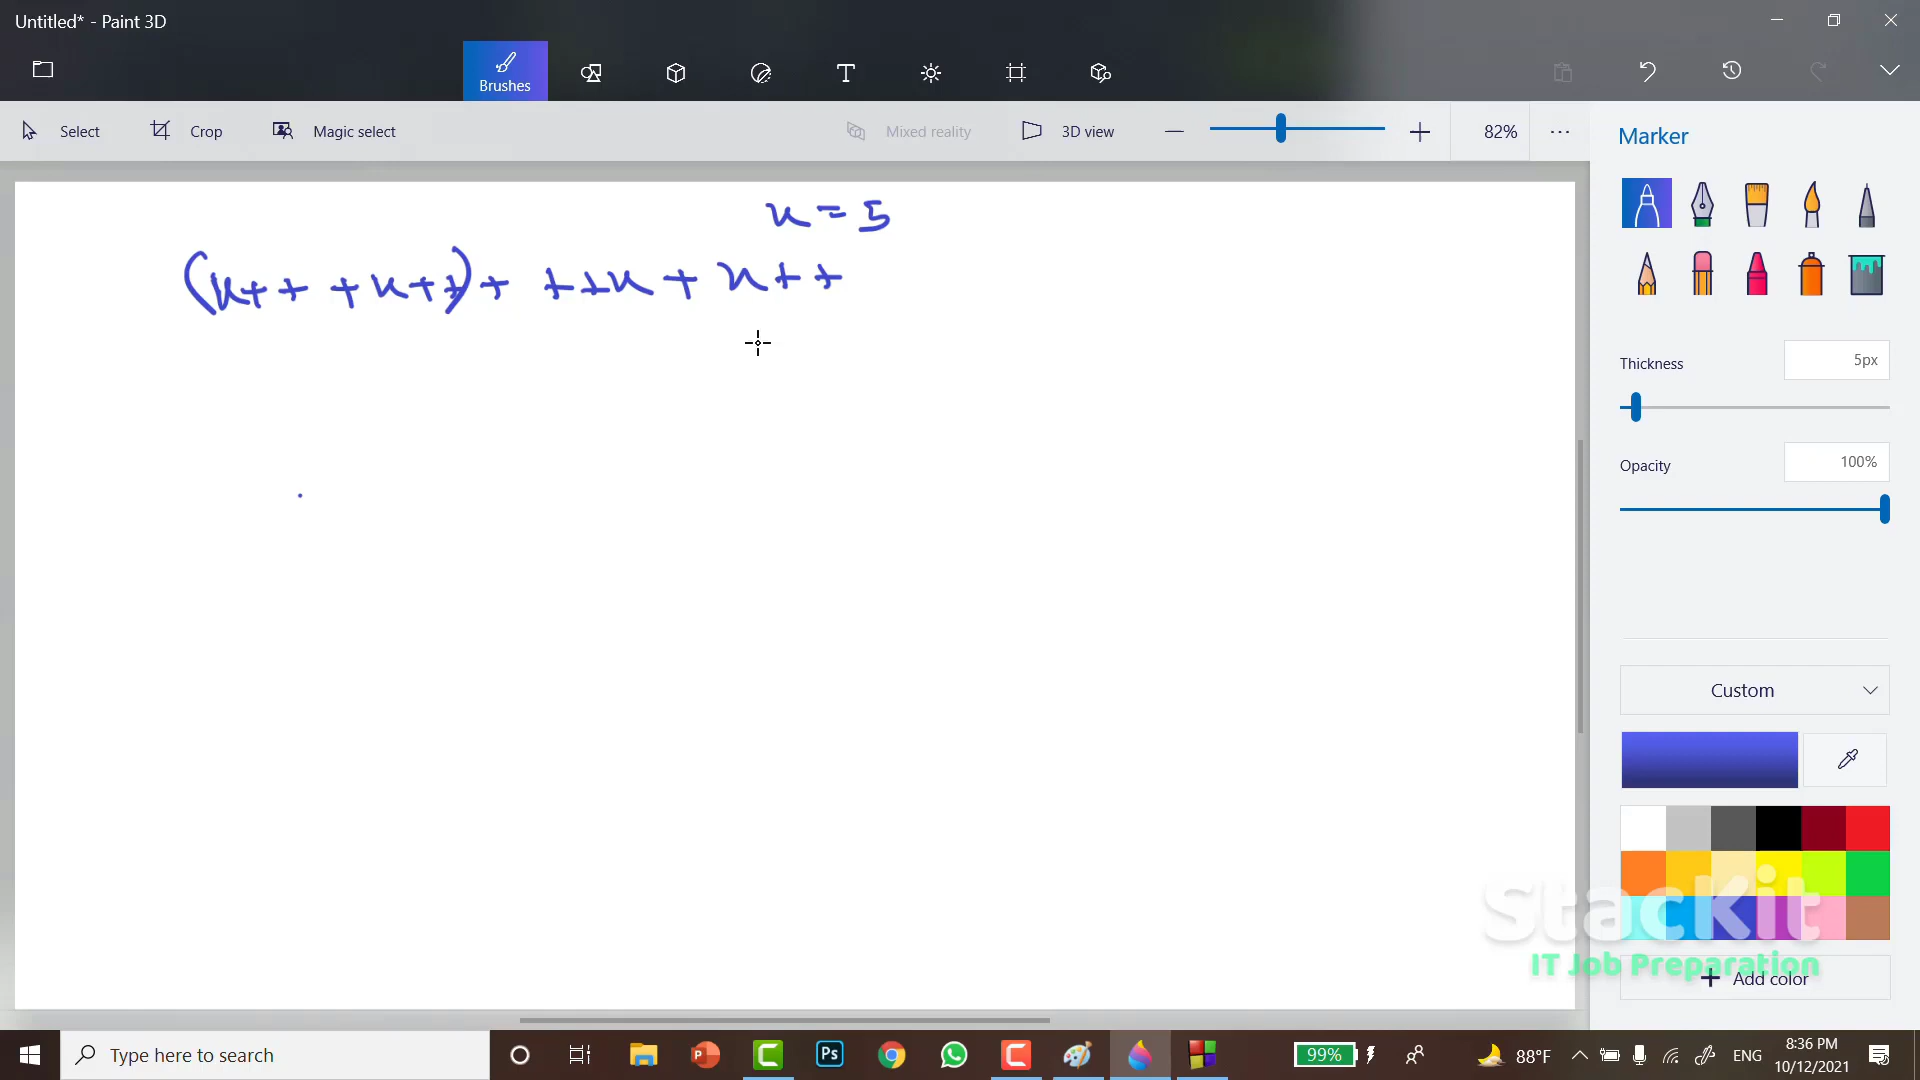 Untitled* - Paint 3D
Brushes
Select
Crop
Magic select
Mixed reality
3D view
82%
Marker
x = 5
(x++ + x++) + ++x + x++
Thickness
5px
Opacity
100%
Custom
StacKit
IT Job Preparation
Add color
Type here to search
Ps
99%
88°F
ENG
8:36 PM
10/12/2021